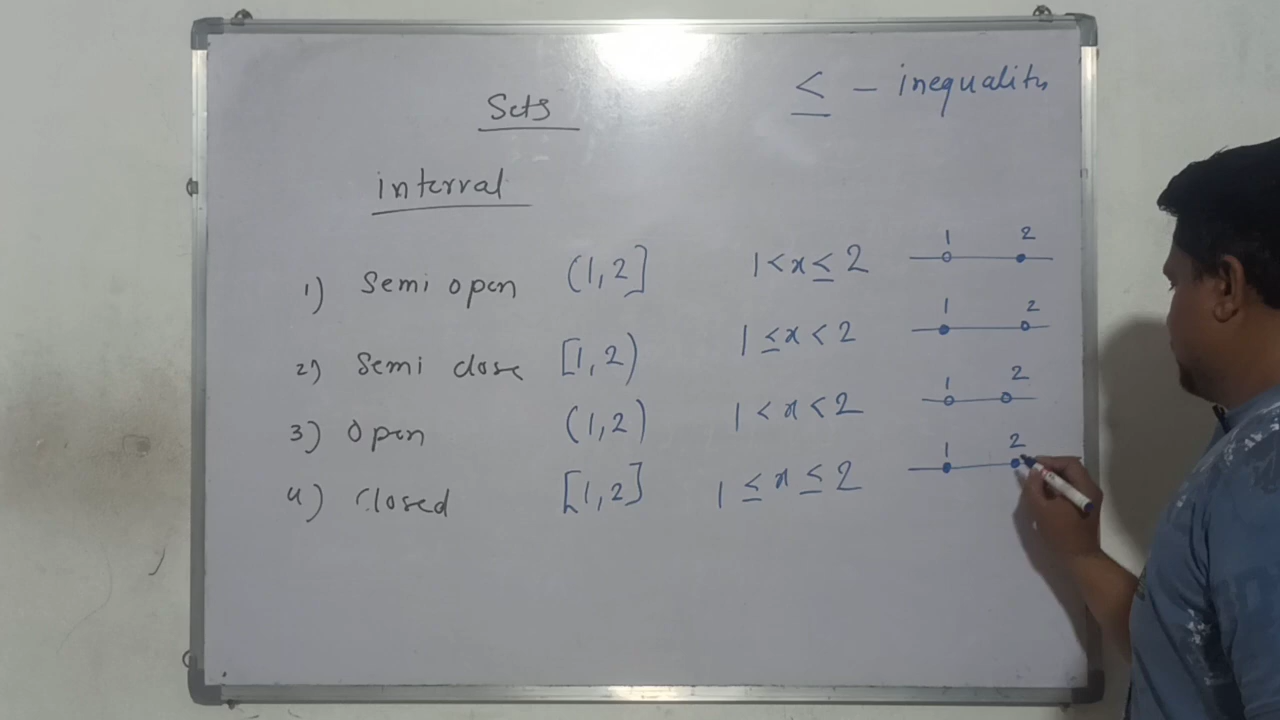 < — inequality
Sets
interval
1) Semi open (1,2] 1<x≤2 1 2
2) Semi close [1,2) 1≤x<2 1 2
3) Open (1,2) 1<x<2 1 2
4) Closed [1,2] 1≤x≤2 1 2